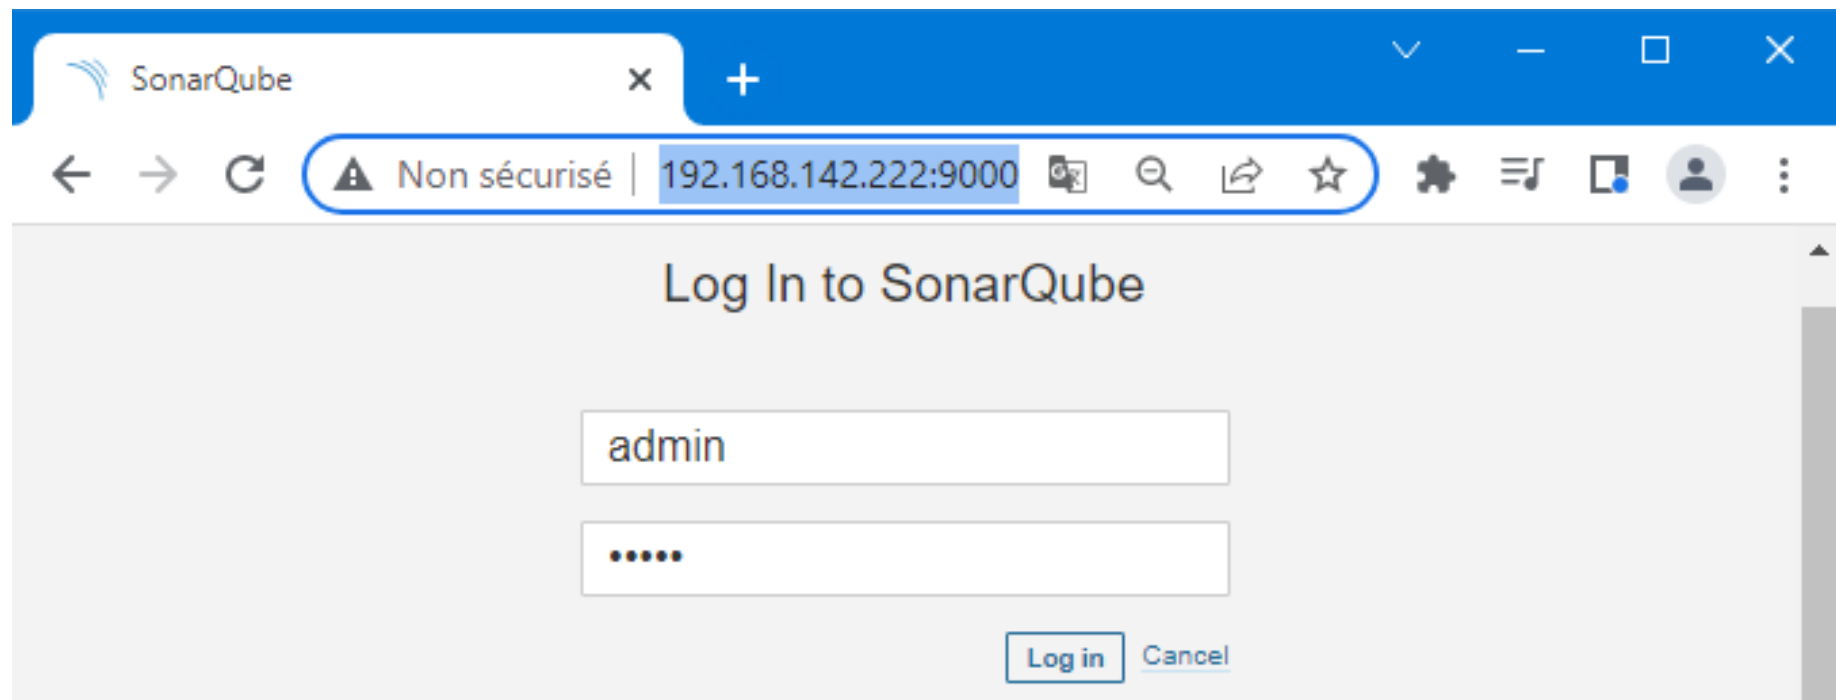 SonarQube
Non sécurisé 192.168.142.222:9000
Log In to SonarQube
admin
•••••
Log in Cancel